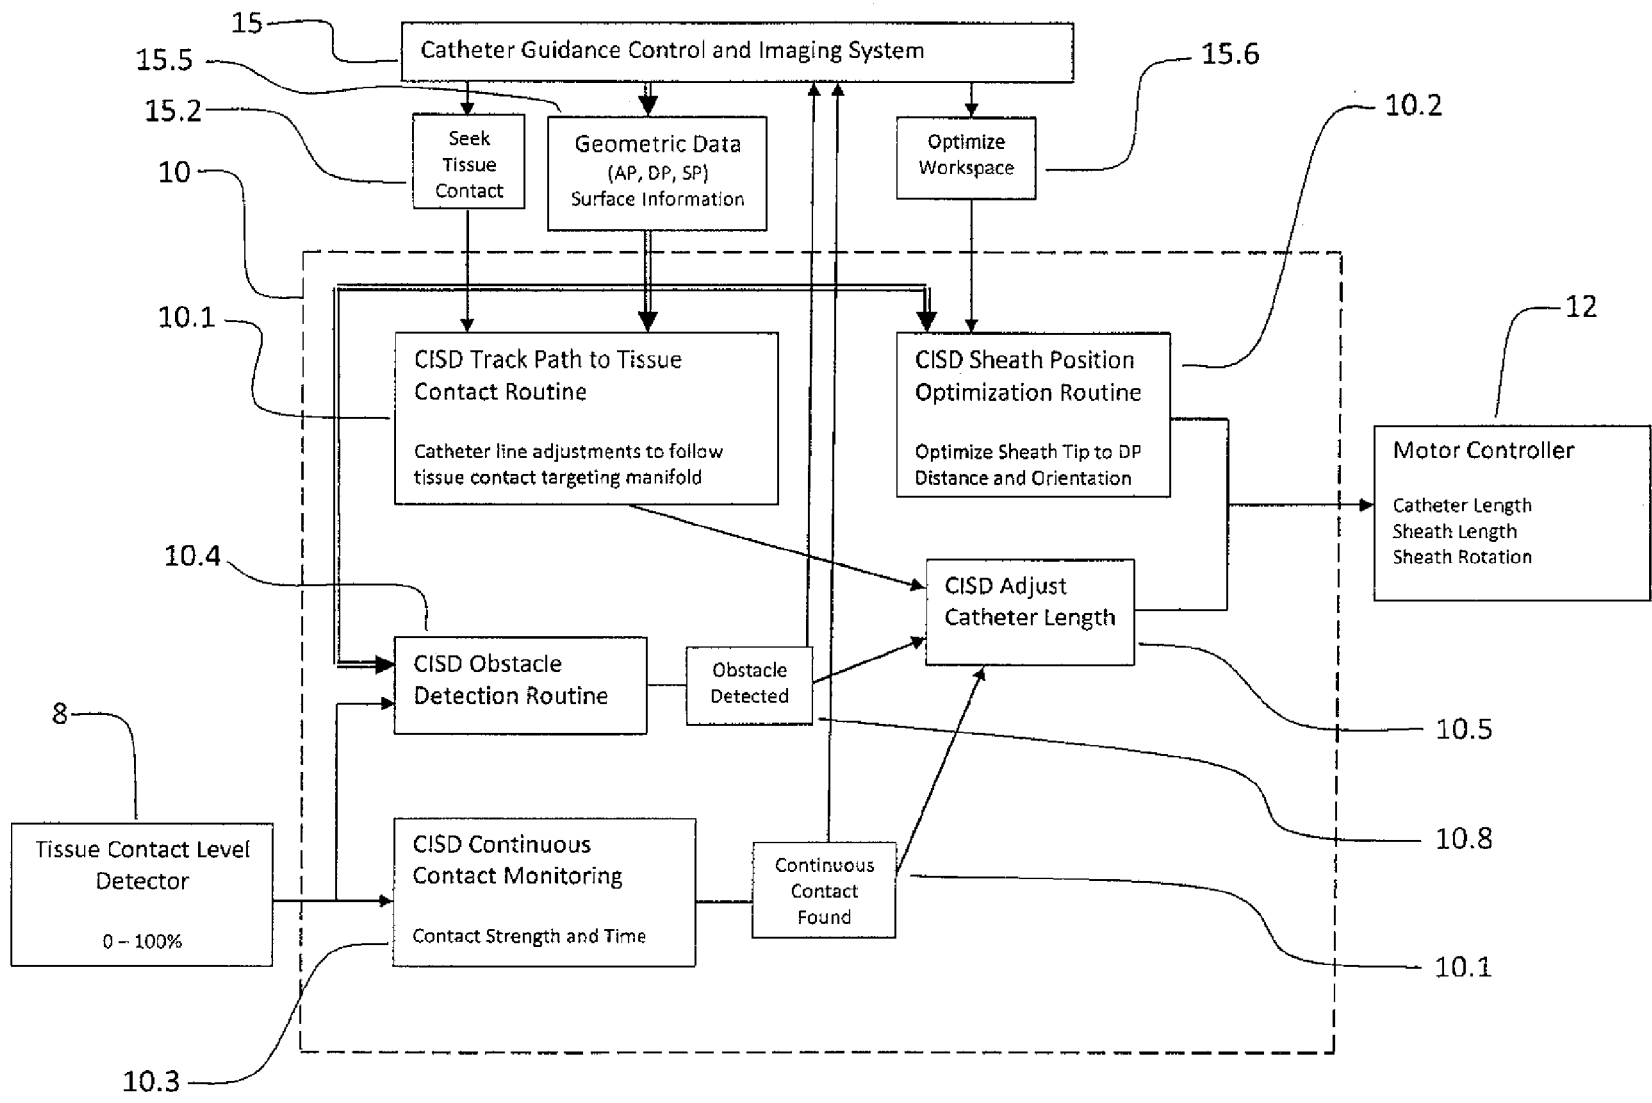 15
Catheter Guidance Control and Imaging System
15.5
15.6
15.2
10.2
Seek
Tissue
Contact
Geometric Data
(AP, DP, SP)
Surface Information
Optimize
Workspace
10
10.1
12
CISD Track Path to Tissue
Contact Routine
Catheter line adjustments to follow
tissue contact targeting manifold
CISD Sheath Position
Optimization Routine
Optimize Sheath Tip to DP
Distance and Orientation
Motor Controller
Catheter Length
Sheath Length
Sheath Rotation
10.4
CISD Adjust
Catheter Length
CISD Obstacle
Detection Routine
Obstacle
Detected
8
10.5
Tissue Contact Level
Detector
0 – 100%
CISD Continuous
Contact Monitoring
Contact Strength and Time
Continuous
Contact
Found
10.8
10.1
10.3